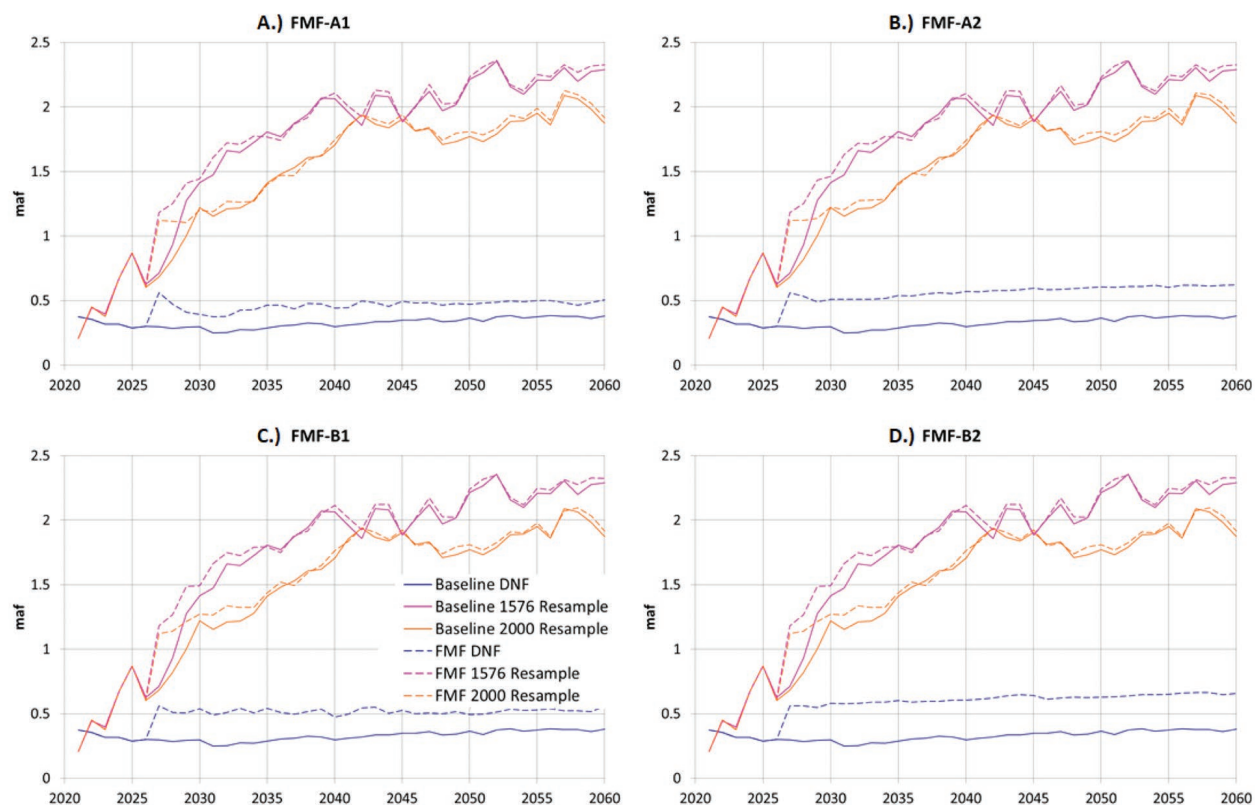 A.) FMF-A1
2.5
2
1.5
1
0.5
0
maf
2020 2025 2030 2035 2040 2045 2050 2055 2060
B.) FMF-A2
2.5
2
1.5
1
0.5
0
maf
2020 2025 2030 2035 2040 2045 2050 2055 2060
C.) FMF-B1
2.5
2
1.5
1
0.5
0
maf
Baseline DNF
Baseline 1576 Resample
Baseline 2000 Resample
FMF DNF
FMF 1576 Resample
FMF 2000 Resample
2020 2025 2030 2035 2040 2045 2050 2055 2060
D.) FMF-B2
2.5
2
1.5
1
0.5
0
maf
2020 2025 2030 2035 2040 2045 2050 2055 2060